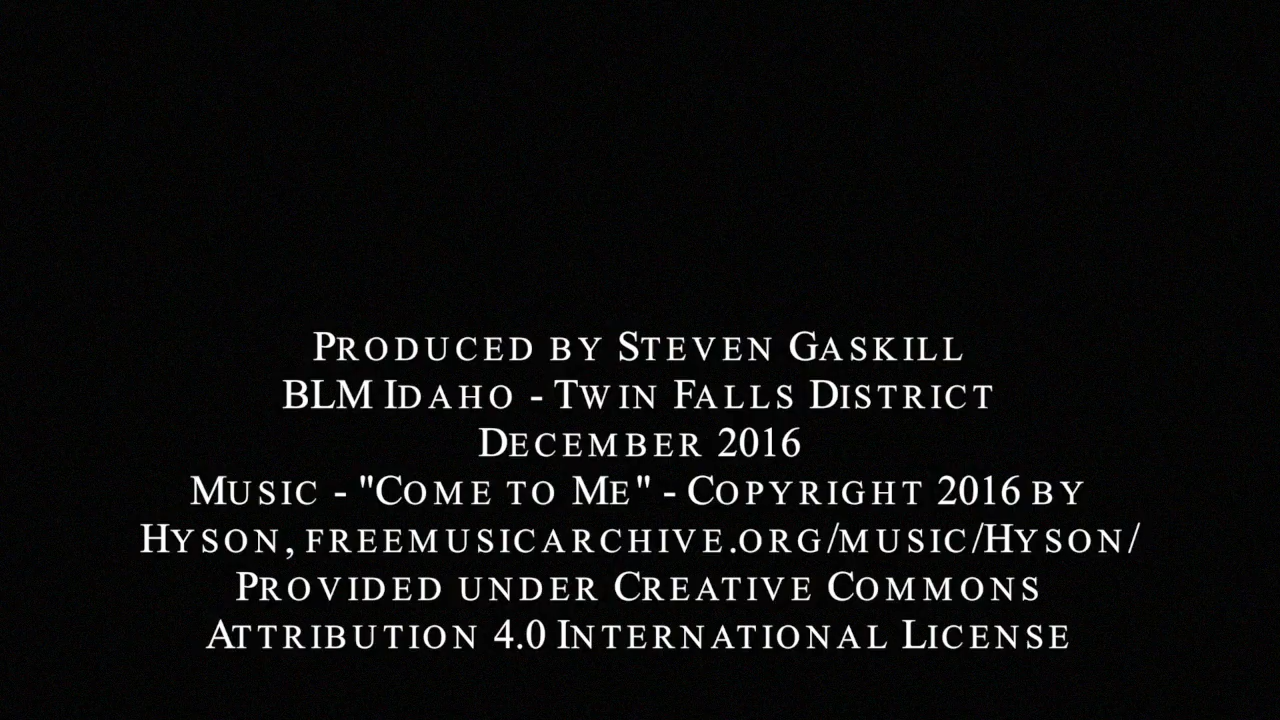 Produced by Steven Gaskill
BLM Idaho - Twin Falls District
December 2016
Music - "Come to Me" - Copyright 2016 by
Hyson, freemusicarchive.org/music/Hyson/
Provided under Creative Commons
Attribution 4.0 International License